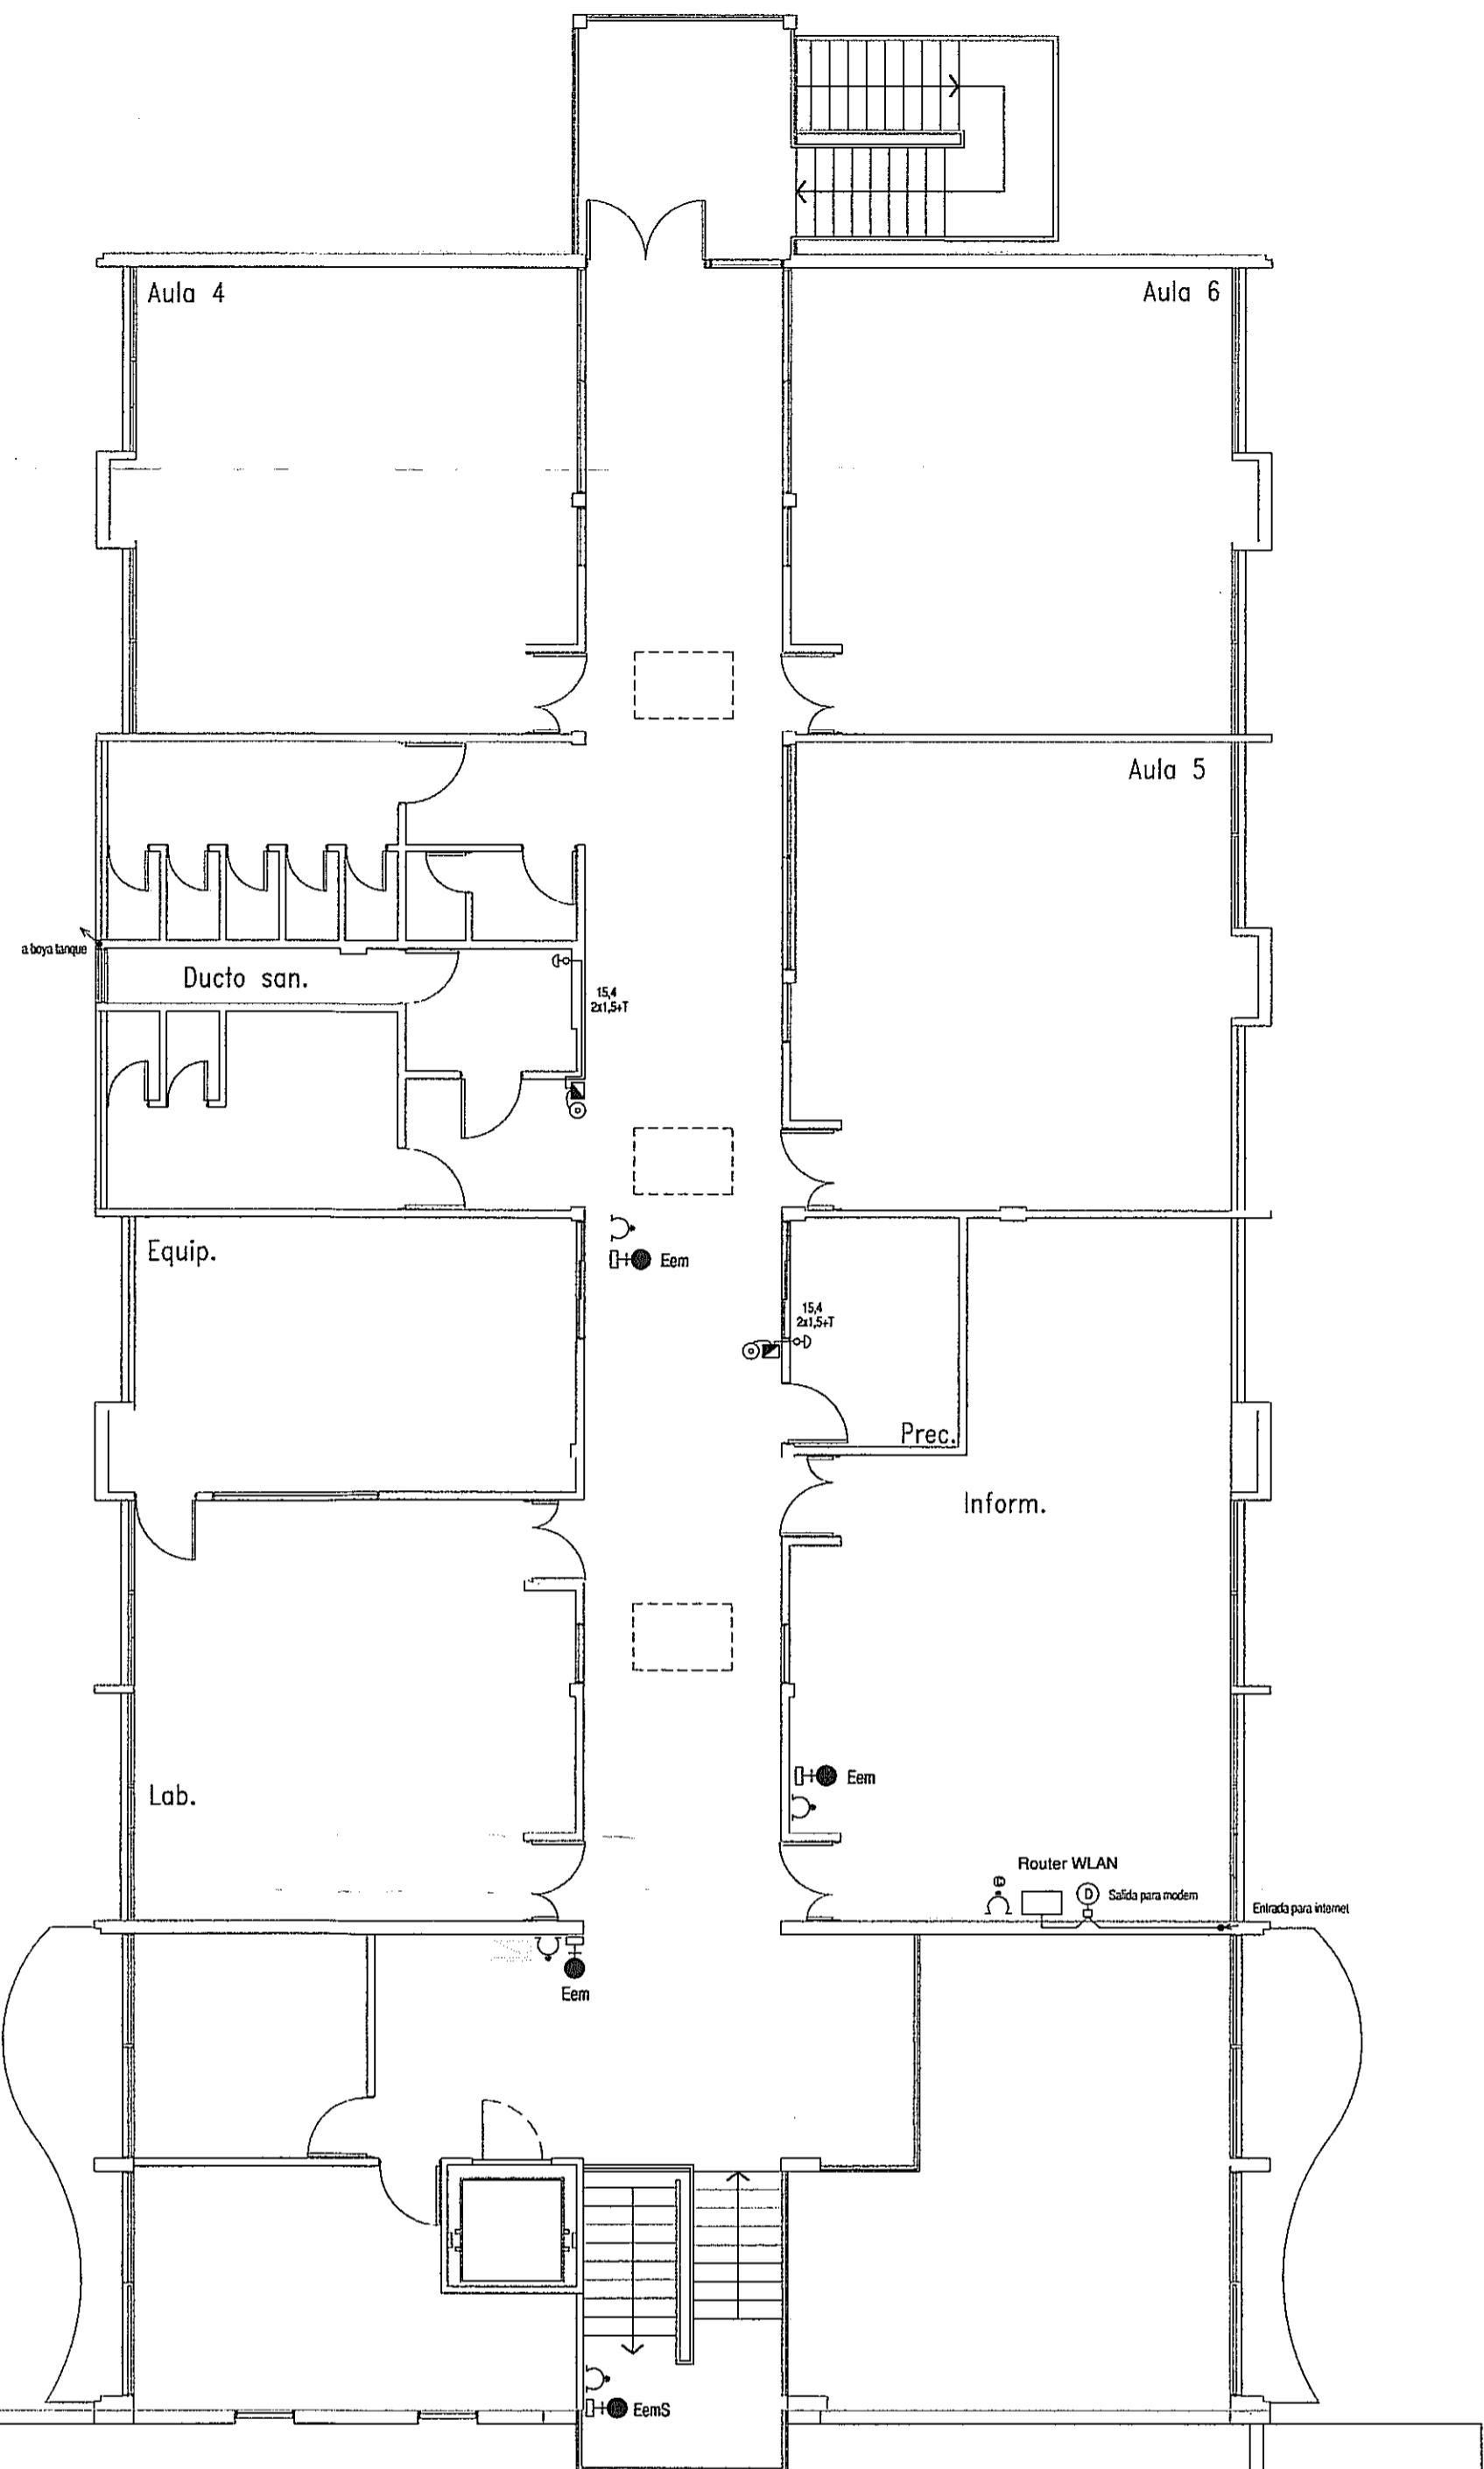 Aula 4
Aula 6
Aula 5
a boya tanque
Ducto san.
15,4
2x1,5+T
Equip.
Eem
15,4
2x1,5+T
Prec.
Inform.
Eem
Lab.
Router WLAN
D
Salida para modem
Entrada para internet
Eem
EemS